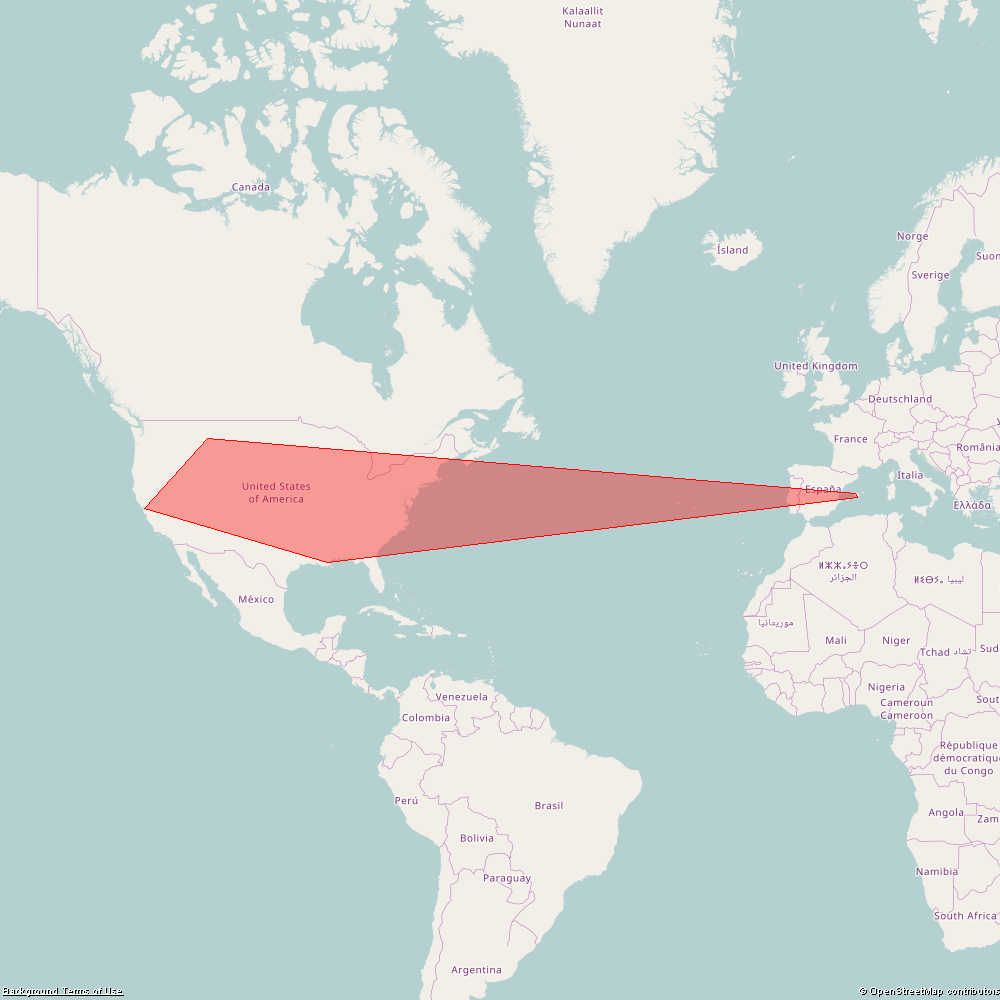 Kalaallit
Nunaat
Canada
Norge
Ísland
Suon
Sverige
United Kingdom
Deutschland
France
România
Italia
United States
of America
España
Ελλάδα
ⵍⵣⵣⴰⵢⴻⵔ
الجزائر
ⵍⵉⴱⵢⴰ ليبيا
México
موريتانيا
Mali
Niger
Tchad تشاد
Sud
Nigeria
Venezuela
Sout
Cameroun
Cameroon
Colombia
République
démocratique
du Congo
Perú
Brasil
Angola
Zam
Bolivia
Namibia
Paraguay
South Africa
Argentina
Background Terms of Use
© OpenStreetMap contributors